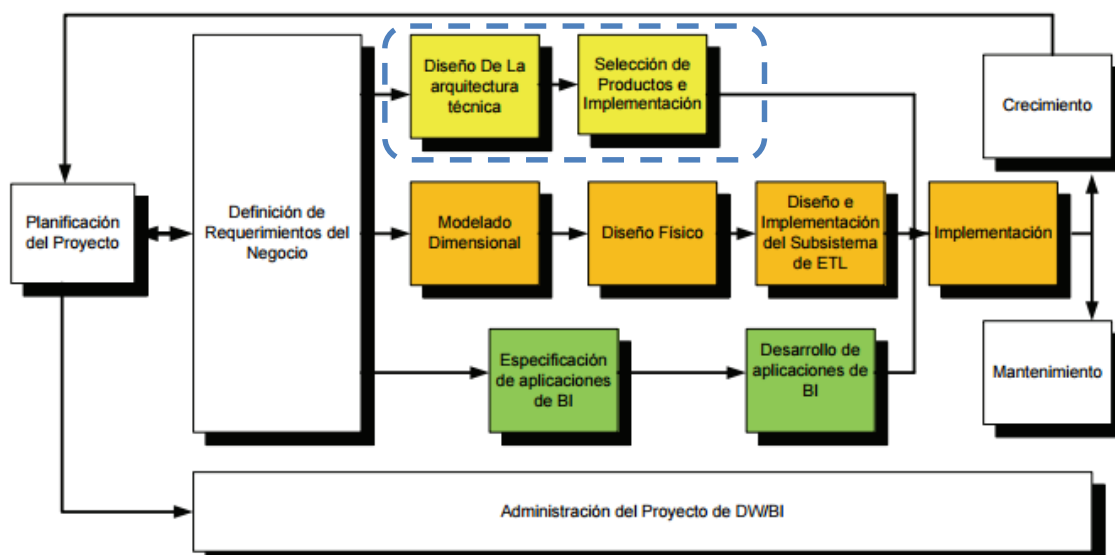 Diseño De La
arquitectura
técnica
Selección de
Productos e
Implementación
Crecimiento
Planificación
del Proyecto
Definición de
Requerimientos del
Negocio
Modelado
Dimensional
Diseño Físico
Diseño e
Implementación
del Subsistema
de ETL
Implementación
Especificación
de aplicaciones
de BI
Desarrollo de
aplicaciones de
BI
Mantenimiento
Administración del Proyecto de DW/BI